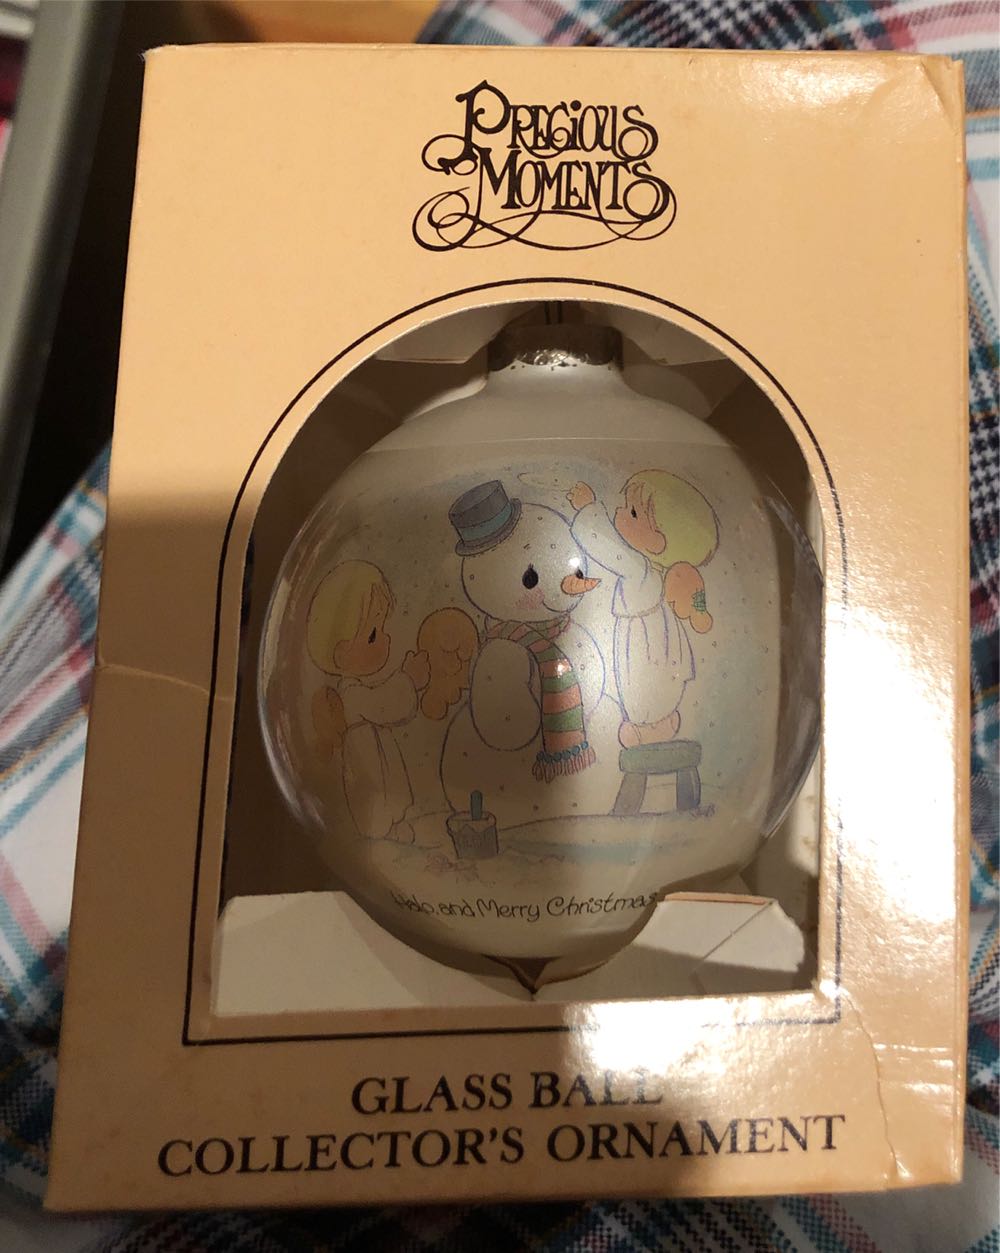 PRECIOUS
MOMENTS
Halo, and Merry Christmas
GLASS BALL
COLLECTOR'S ORNAMENT